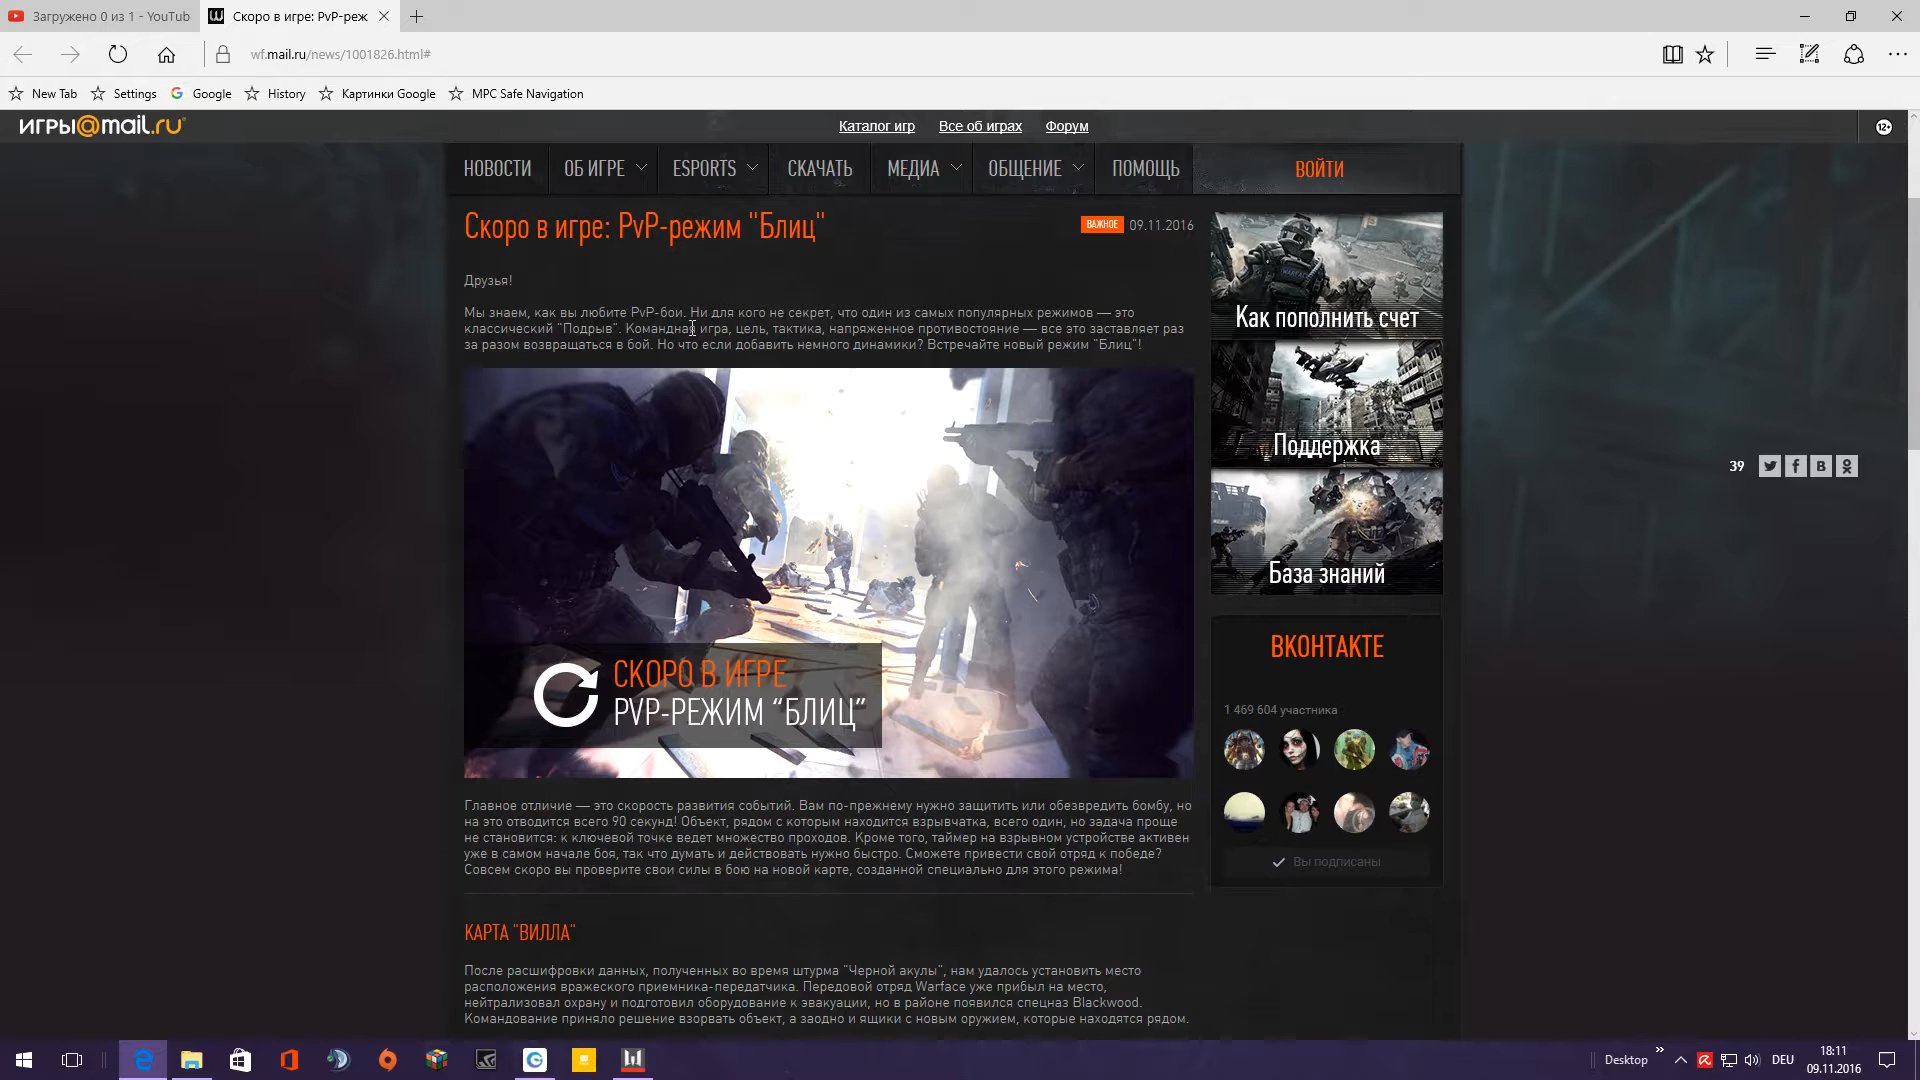 Загружено 0 из 1 - YouTub
Скоро в игре: PvP-реж
wf.mail.ru/news/1001826.html#
New Tab
Settings
Google
History
Картинки Google
MPC Safe Navigation
ИГРЫ@mail.ru
Каталог игр
Все об играх
Форум
12+
НОВОСТИ
ОБ ИГРЕ
ESPORTS
СКАЧАТЬ
МЕДИА
ОБЩЕНИЕ
ПОМОЩЬ
ВОЙТИ
Скоро в игре: PvP-режим "Блиц"
ВАЖНОЕ 09.11.2016
Друзья!
Мы знаем, как вы любите PvP-бои. Ни для кого не секрет, что один из самых популярных режимов — это
классический "Подрыв". Командная игра, цель, тактика, напряженное противостояние — все это заставляет раз
за разом возвращаться в бой. Но что если добавить немного динамики? Встречайте новый режим "Блиц"!
СКОРО В ИГРЕ
PVP-РЕЖИМ “БЛИЦ”
Главное отличие — это скорость развития событий. Вам по-прежнему нужно защитить или обезвредить бомбу, но
на это отводится всего 90 секунд! Объект, рядом с которым находится взрывчатка, всего один, но задача проще
не становится: к ключевой точке ведет множество проходов. Кроме того, таймер на взрывном устройстве активен
уже в самом начале боя, так что думать и действовать нужно быстро. Сможете привести свой отряд к победе?
Совсем скоро вы проверите свои силы в бою на новой карте, созданной специально для этого режима!
КАРТА "ВИЛЛА"
После расшифровки данных, полученных во время штурма "Черной акулы", нам удалось установить место
расположения вражеского приемника-передатчика. Передовой отряд Warface уже прибыл на место,
нейтрализовал охрану и подготовил оборудование к эвакуации, но в районе появился спецназ Blackwood.
Командование приняло решение взорвать объект, а заодно и ящики с новым оружием, которые находятся рядом.
Как пополнить счет
Поддержка
База знаний
ВКОНТАКТЕ
1 469 604 участника
Вы подписаны
39
Desktop
DEU
18:11
09.11.2016